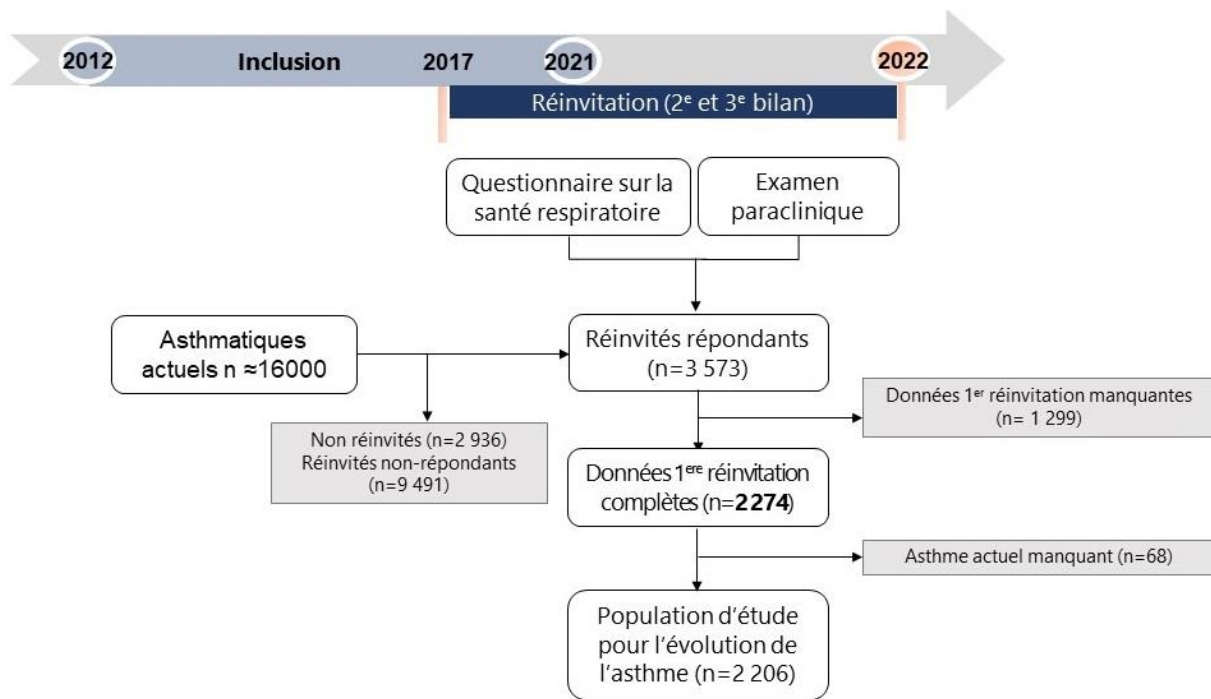 2012
Inclusion
2017
2021
2022
Réinvitation (2ᵉ et 3ᵉ bilan)
Questionnaire sur la
santé respiratoire
Examen
paraclinique
Asthmatiques
actuels n ≈16000
Réinvités répondants
(n=3 573)
Non réinvités (n=2 936)
Réinvités non-répondants
(n=9 491)
Données 1ᵉʳ réinvitation manquantes
(n= 1 299)
Données 1ᵉʳᵉ réinvitation
complètes (n=2274)
Asthme actuel manquant (n=68)
Population d'étude
pour l'évolution de
l'asthme (n=2 206)